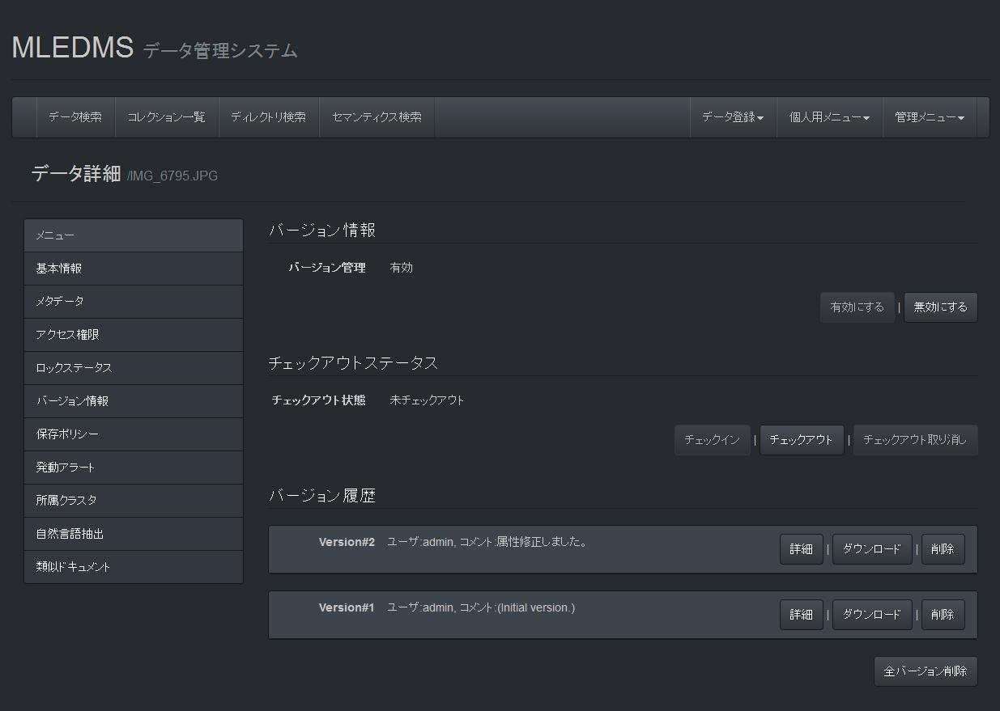 MLEDMS データ管理システム
データ検索 コレクション一覧 ディレクトリ検索 セマンティクス検索 データ登録 個人用メニュー 管理メニュー
データ詳細 /IMG_6795.JPG
メニュー
基本情報
メタデータ
アクセス権限
ロックステータス
バージョン情報
保存ポリシー
発動アラート
所属クラスタ
自然言語抽出
類似ドキュメント
バージョン情報
バージョン管理 有効
有効にする | 無効にする
チェックアウトステータス
チェックアウト状態 未チェックアウト
チェックイン | チェックアウト | チェックアウト取り消し
バージョン履歴
Version#2 ユーザ:admin, コメント:属性修正しました。 詳細 | ダウンロード | 削除
Version#1 ユーザ:admin, コメント:(Initial version.) 詳細 | ダウンロード | 削除
全バージョン削除